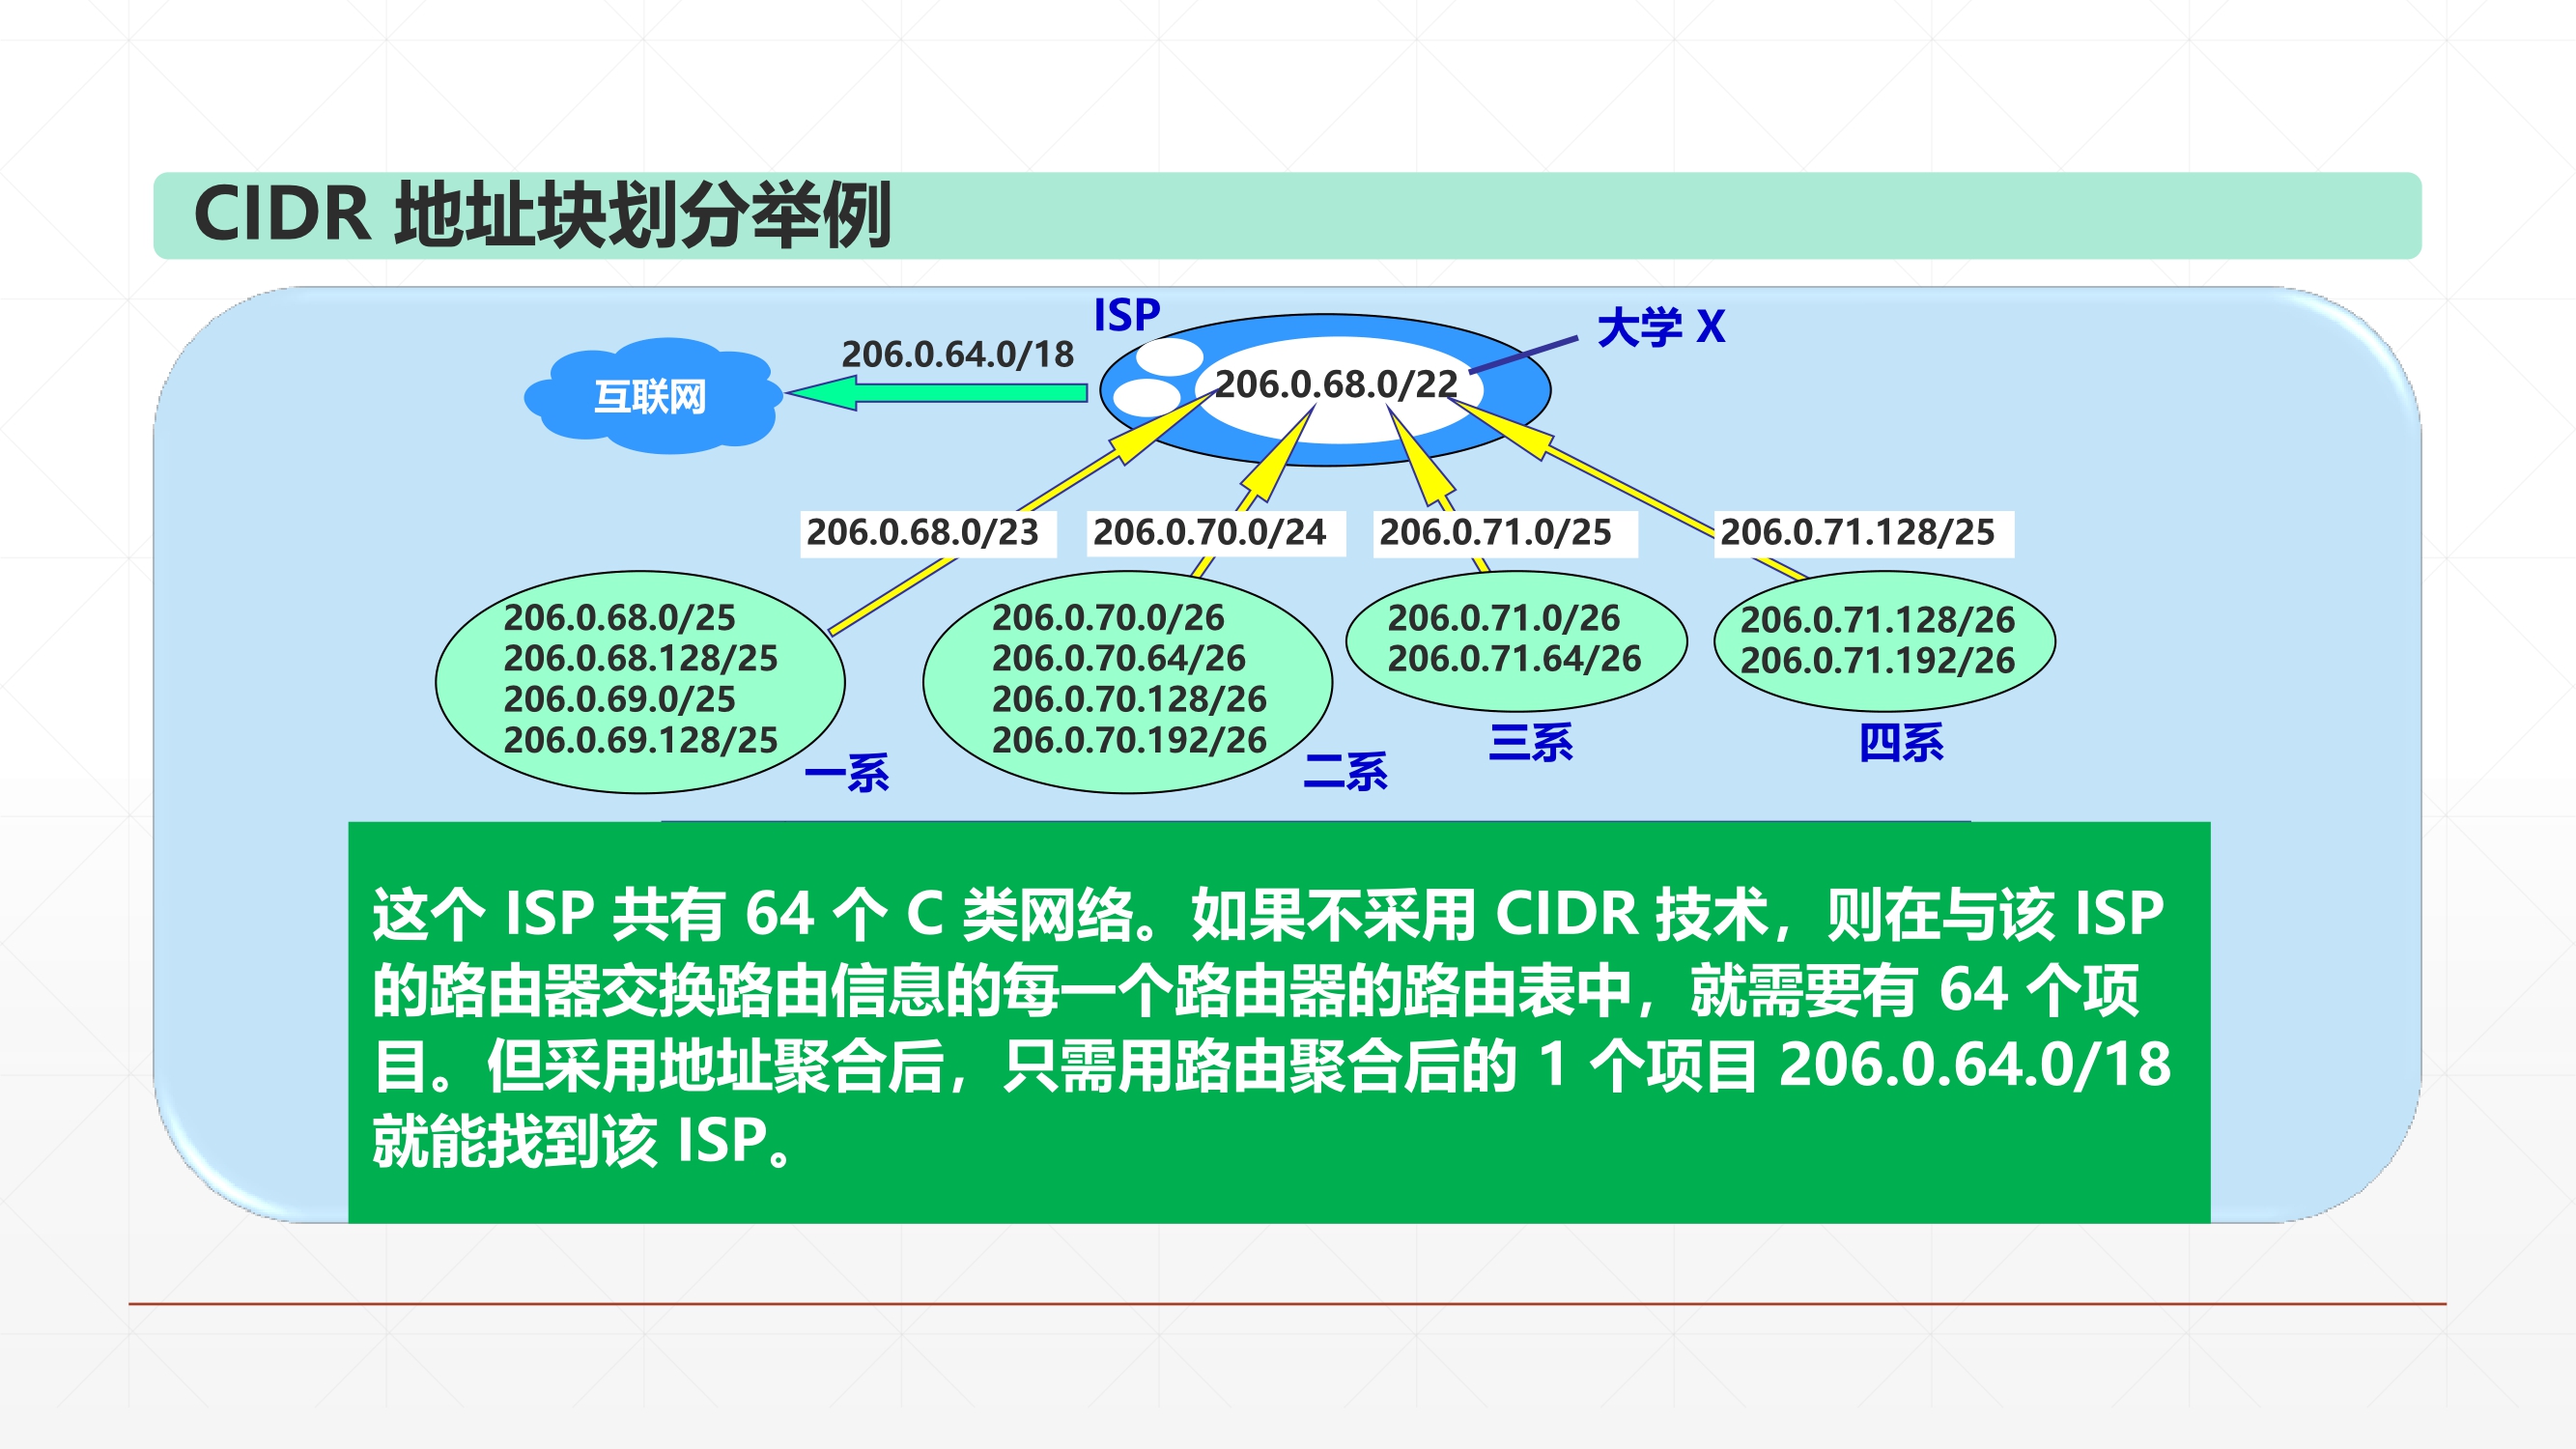 CIDR 地址块划分举例
ISP
大学 X
206.0.64.0/18
互联网
206.0.68.0/22
206.0.68.0/23
206.0.70.0/24
206.0.71.0/25
206.0.71.128/25
206.0.68.0/25
206.0.68.128/25
206.0.69.0/25
206.0.69.128/25
一系
206.0.70.0/26
206.0.70.64/26
206.0.70.128/26
206.0.70.192/26
二系
206.0.71.0/26
206.0.71.64/26
三系
206.0.71.128/26
206.0.71.192/26
四系
这个 ISP 共有 64 个 C 类网络。如果不采用 CIDR 技术，则在与该 ISP
的路由器交换路由信息的每一个路由器的路由表中，就需要有 64 个项
目。但采用地址聚合后，只需用路由聚合后的 1 个项目 206.0.64.0/18
就能找到该 ISP。